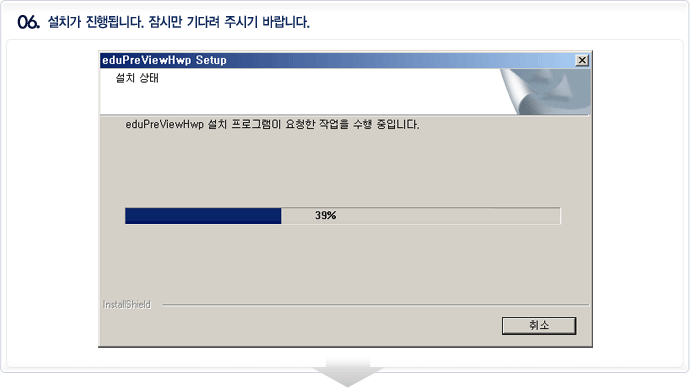 06. 설치가 진행됩니다. 잠시만 기다려 주시기 바랍니다.
eduPreViewHwp Setup
설치 상태
eduPreViewHwp 설치 프로그램이 요청한 작업을 수행 중입니다.
39%
InstallShield
취소